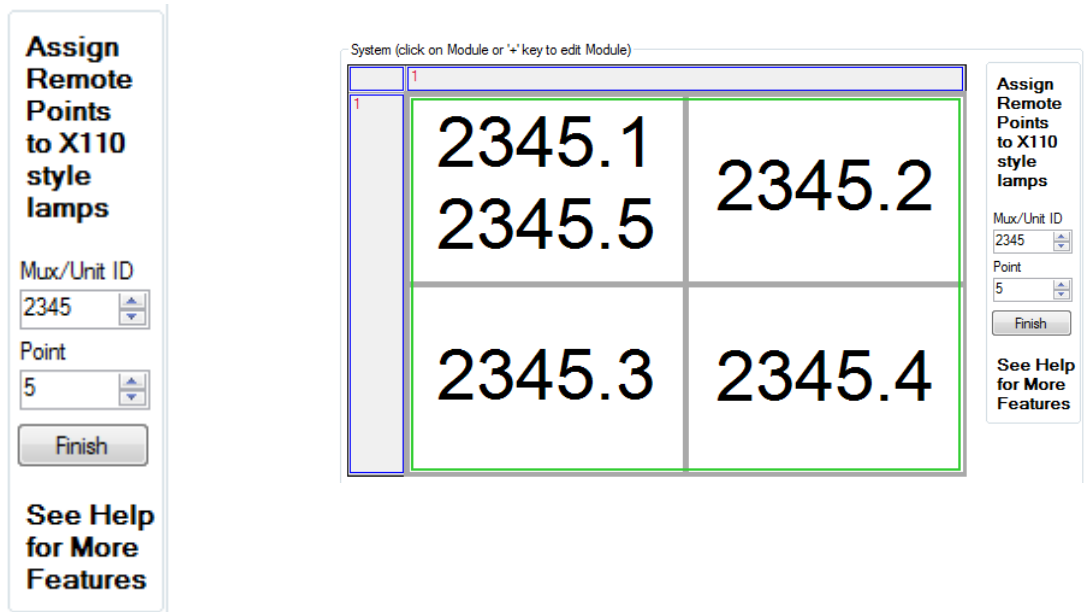 Assign
Remote
Points
to X110
style
lamps
Mux/Unit ID
2345
Point
5
Finish
See Help
for More
Features
System (click on Module or '+' key to edit Module)
1
1
2345.1
2345.5
2345.2
2345.3
2345.4
Assign
Remote
Points
to X110
style
lamps
Mux/Unit ID
2345
Point
5
Finish
See Help
for More
Features